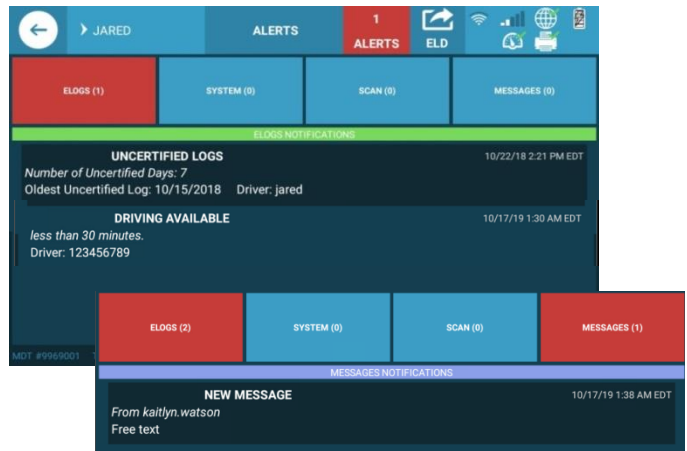 JARED
ALERTS
1
ALERTS
ELD
ELOGS (1)
SYSTEM (0)
SCAN (0)
MESSAGES (0)
ELOGS NOTIFICATIONS
UNCERTIFIED LOGS 10/22/18 2:21 PM EDT
Number of Uncertified Days: 7
Oldest Uncertified Log: 10/15/2018 Driver: jared
DRIVING AVAILABLE 10/17/19 1:30 AM EDT
less than 30 minutes.
Driver: 123456789
MDT #9969001
ELOGS (2)
SYSTEM (0)
SCAN (0)
MESSAGES (1)
MESSAGES NOTIFICATIONS
NEW MESSAGE 10/17/19 1:38 AM EDT
From kaitlyn.watson
Free text